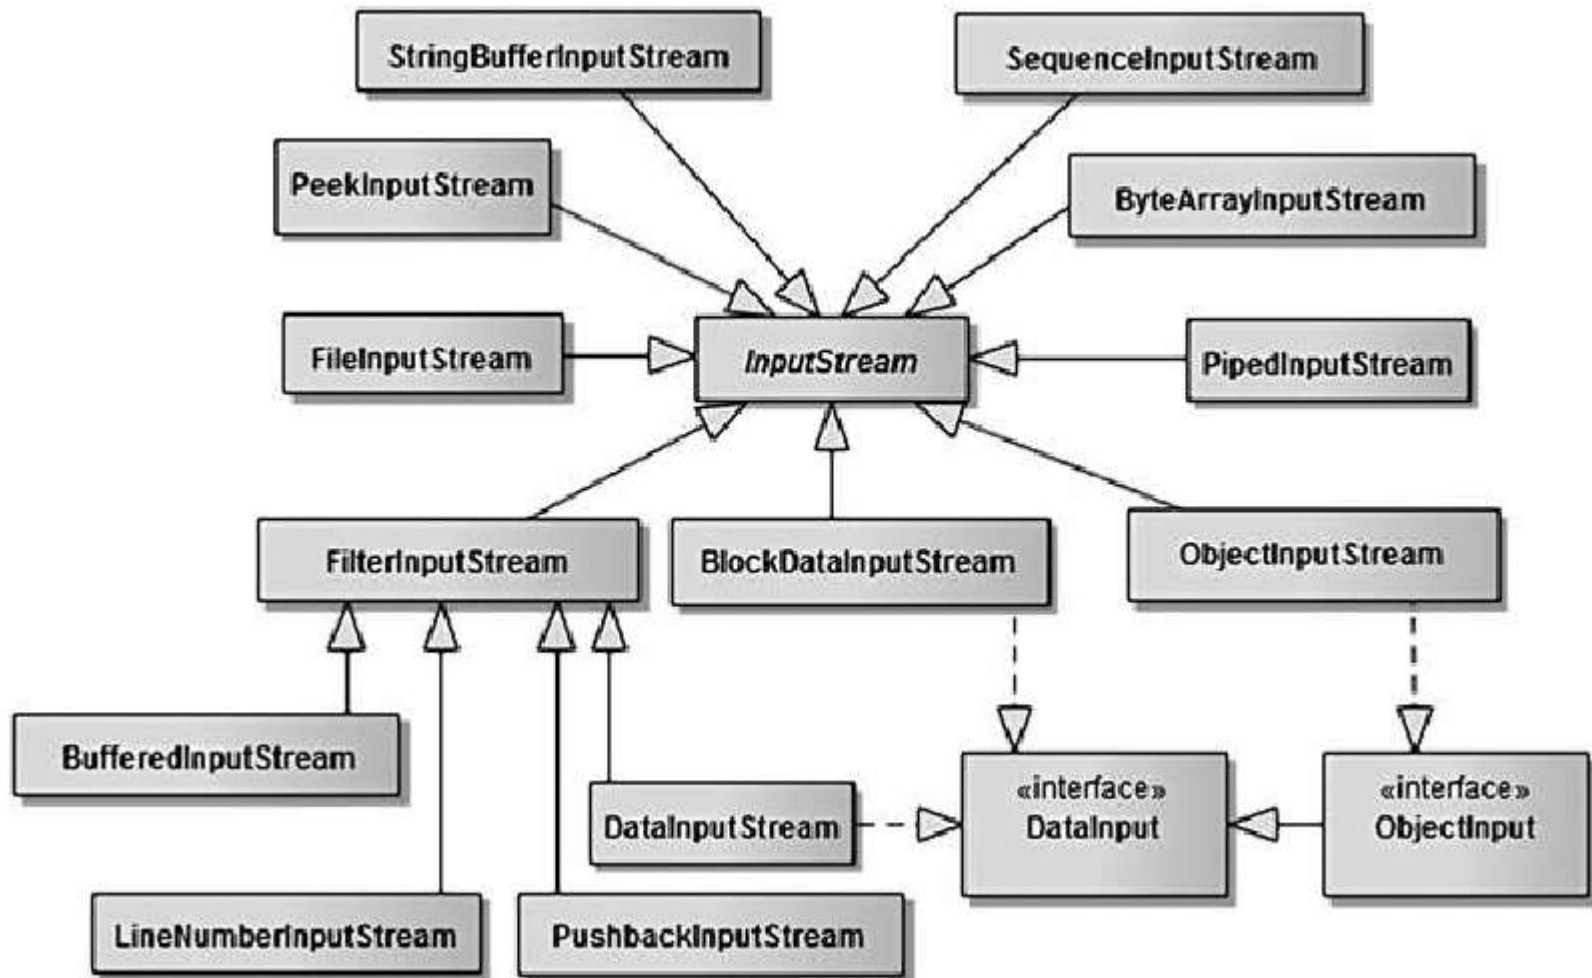 StringBufferInputStream
SequenceInputStream
PeekInputStream
ByteArrayInputStream
FileInputStream
InputStream
PipedInputStream
FilterInputStream
BlockDataInputStream
ObjectInputStream
BufferedInputStream
DataInputStream
«interface»
DataInput
«interface»
ObjectInput
LineNumberInputStream
PushbackInputStream